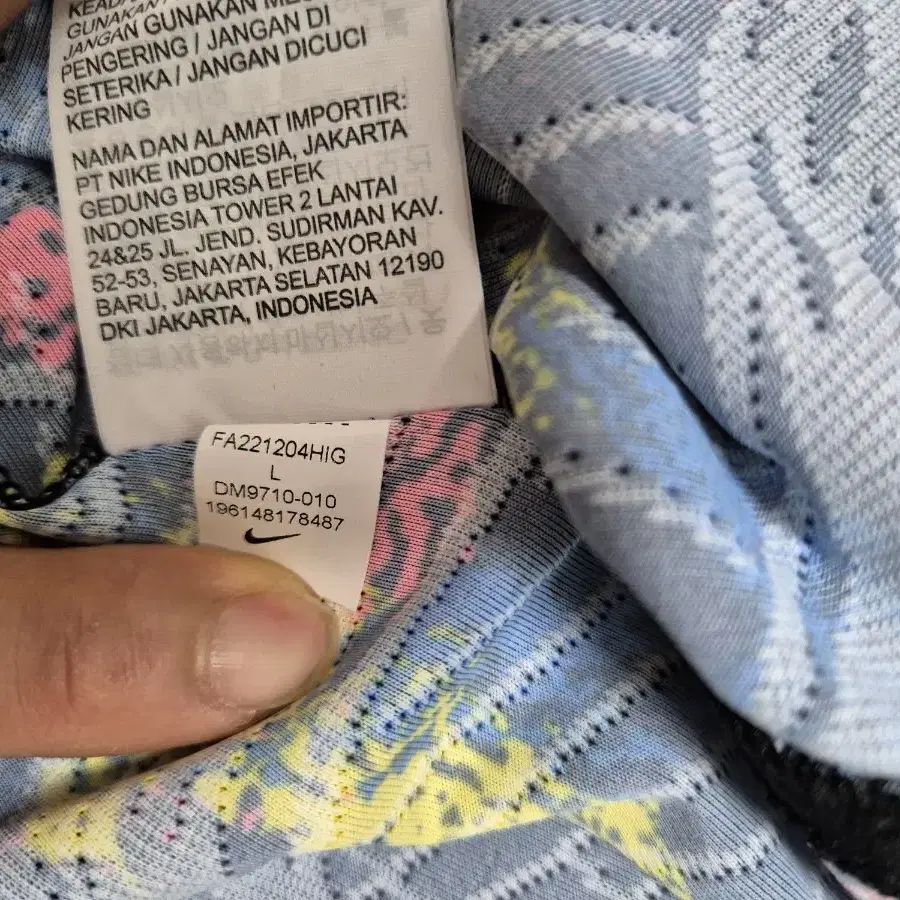 GUNAKAN
JANGAN GUNAKAN
PENGERING / JANGAN DI
SETERIKA / JANGAN DICUCI
KERING
NAMA DAN ALAMAT IMPORTIR:
PT NIKE INDONESIA, JAKARTA
GEDUNG BURSA EFEK
INDONESIA TOWER 2 LANTAI
24&25 JL. JEND. SUDIRMAN KAV.
52-53, SENAYAN, KEBAYORAN
BARU, JAKARTA SELATAN 12190
DKI JAKARTA, INDONESIA
FA221204HIG
L
DM9710-010
196148178487